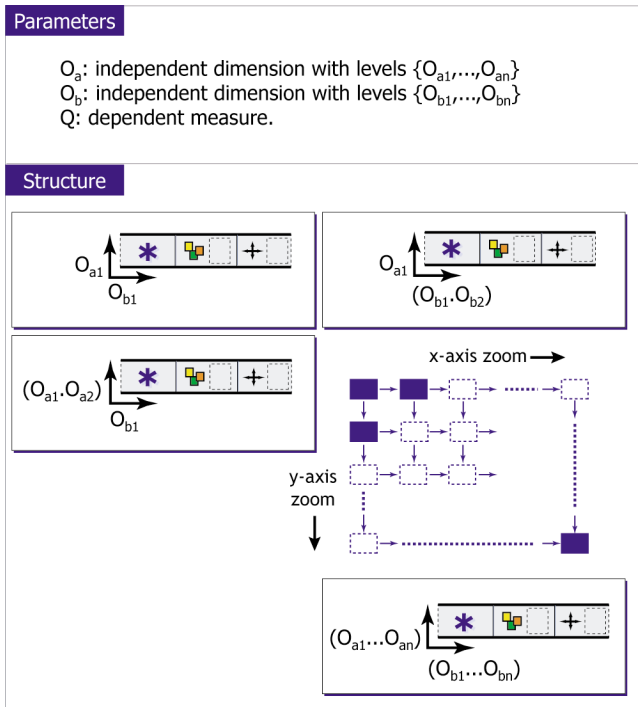 Parameters
Oa: independent dimension with levels {Oa1,...,Oan}
Ob: independent dimension with levels {Ob1,...,Obn}
Q: dependent measure.
Structure
Oa1
Ob1
Oa1
(Ob1.Ob2)
(Oa1.Oa2)
Ob1
x-axis zoom
y-axis
zoom
(Oa1...Oan)
(Ob1...Obn)